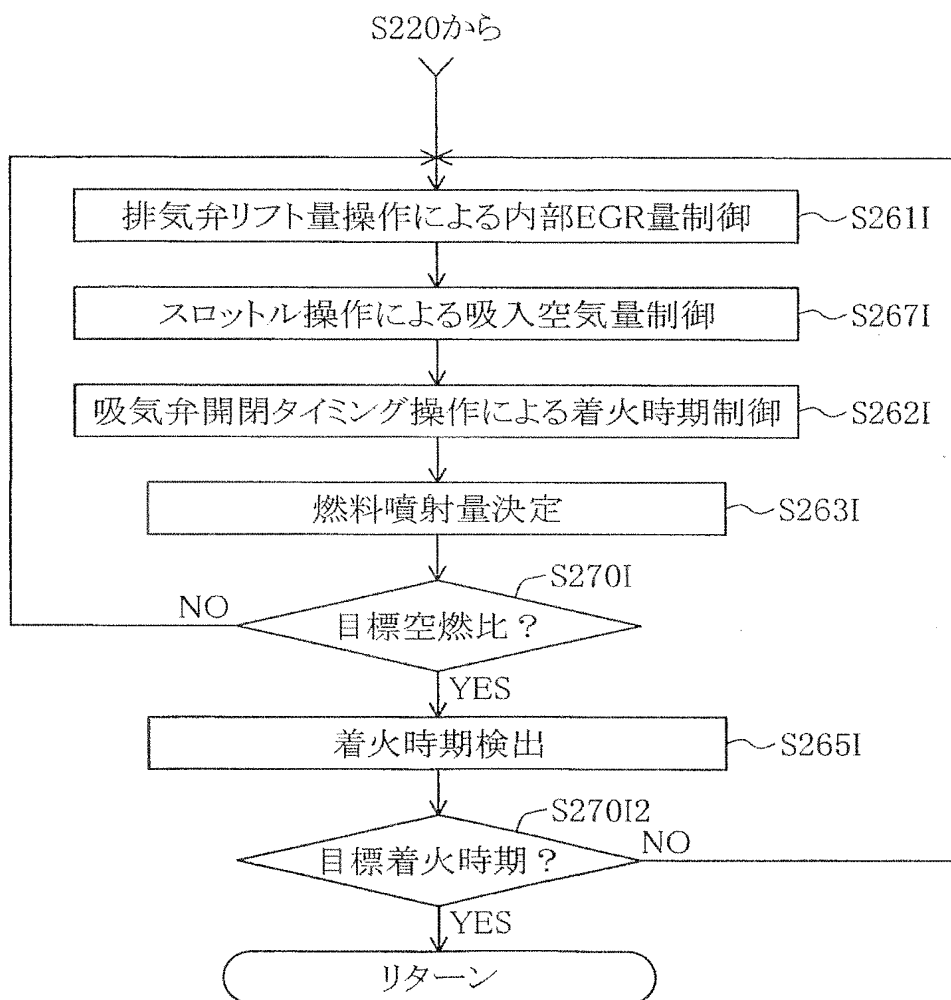 S220から
排気弁リフト量操作による内部EGR量制御
S261I
スロットル操作による吸入空気量制御
S267I
吸気弁開閉タイミング操作による着火時期制御
S262I
燃料噴射量決定
S263I
S270I
NO
目標空燃比？
YES
着火時期検出
S265I
S270I2
目標着火時期？
NO
YES
リターン